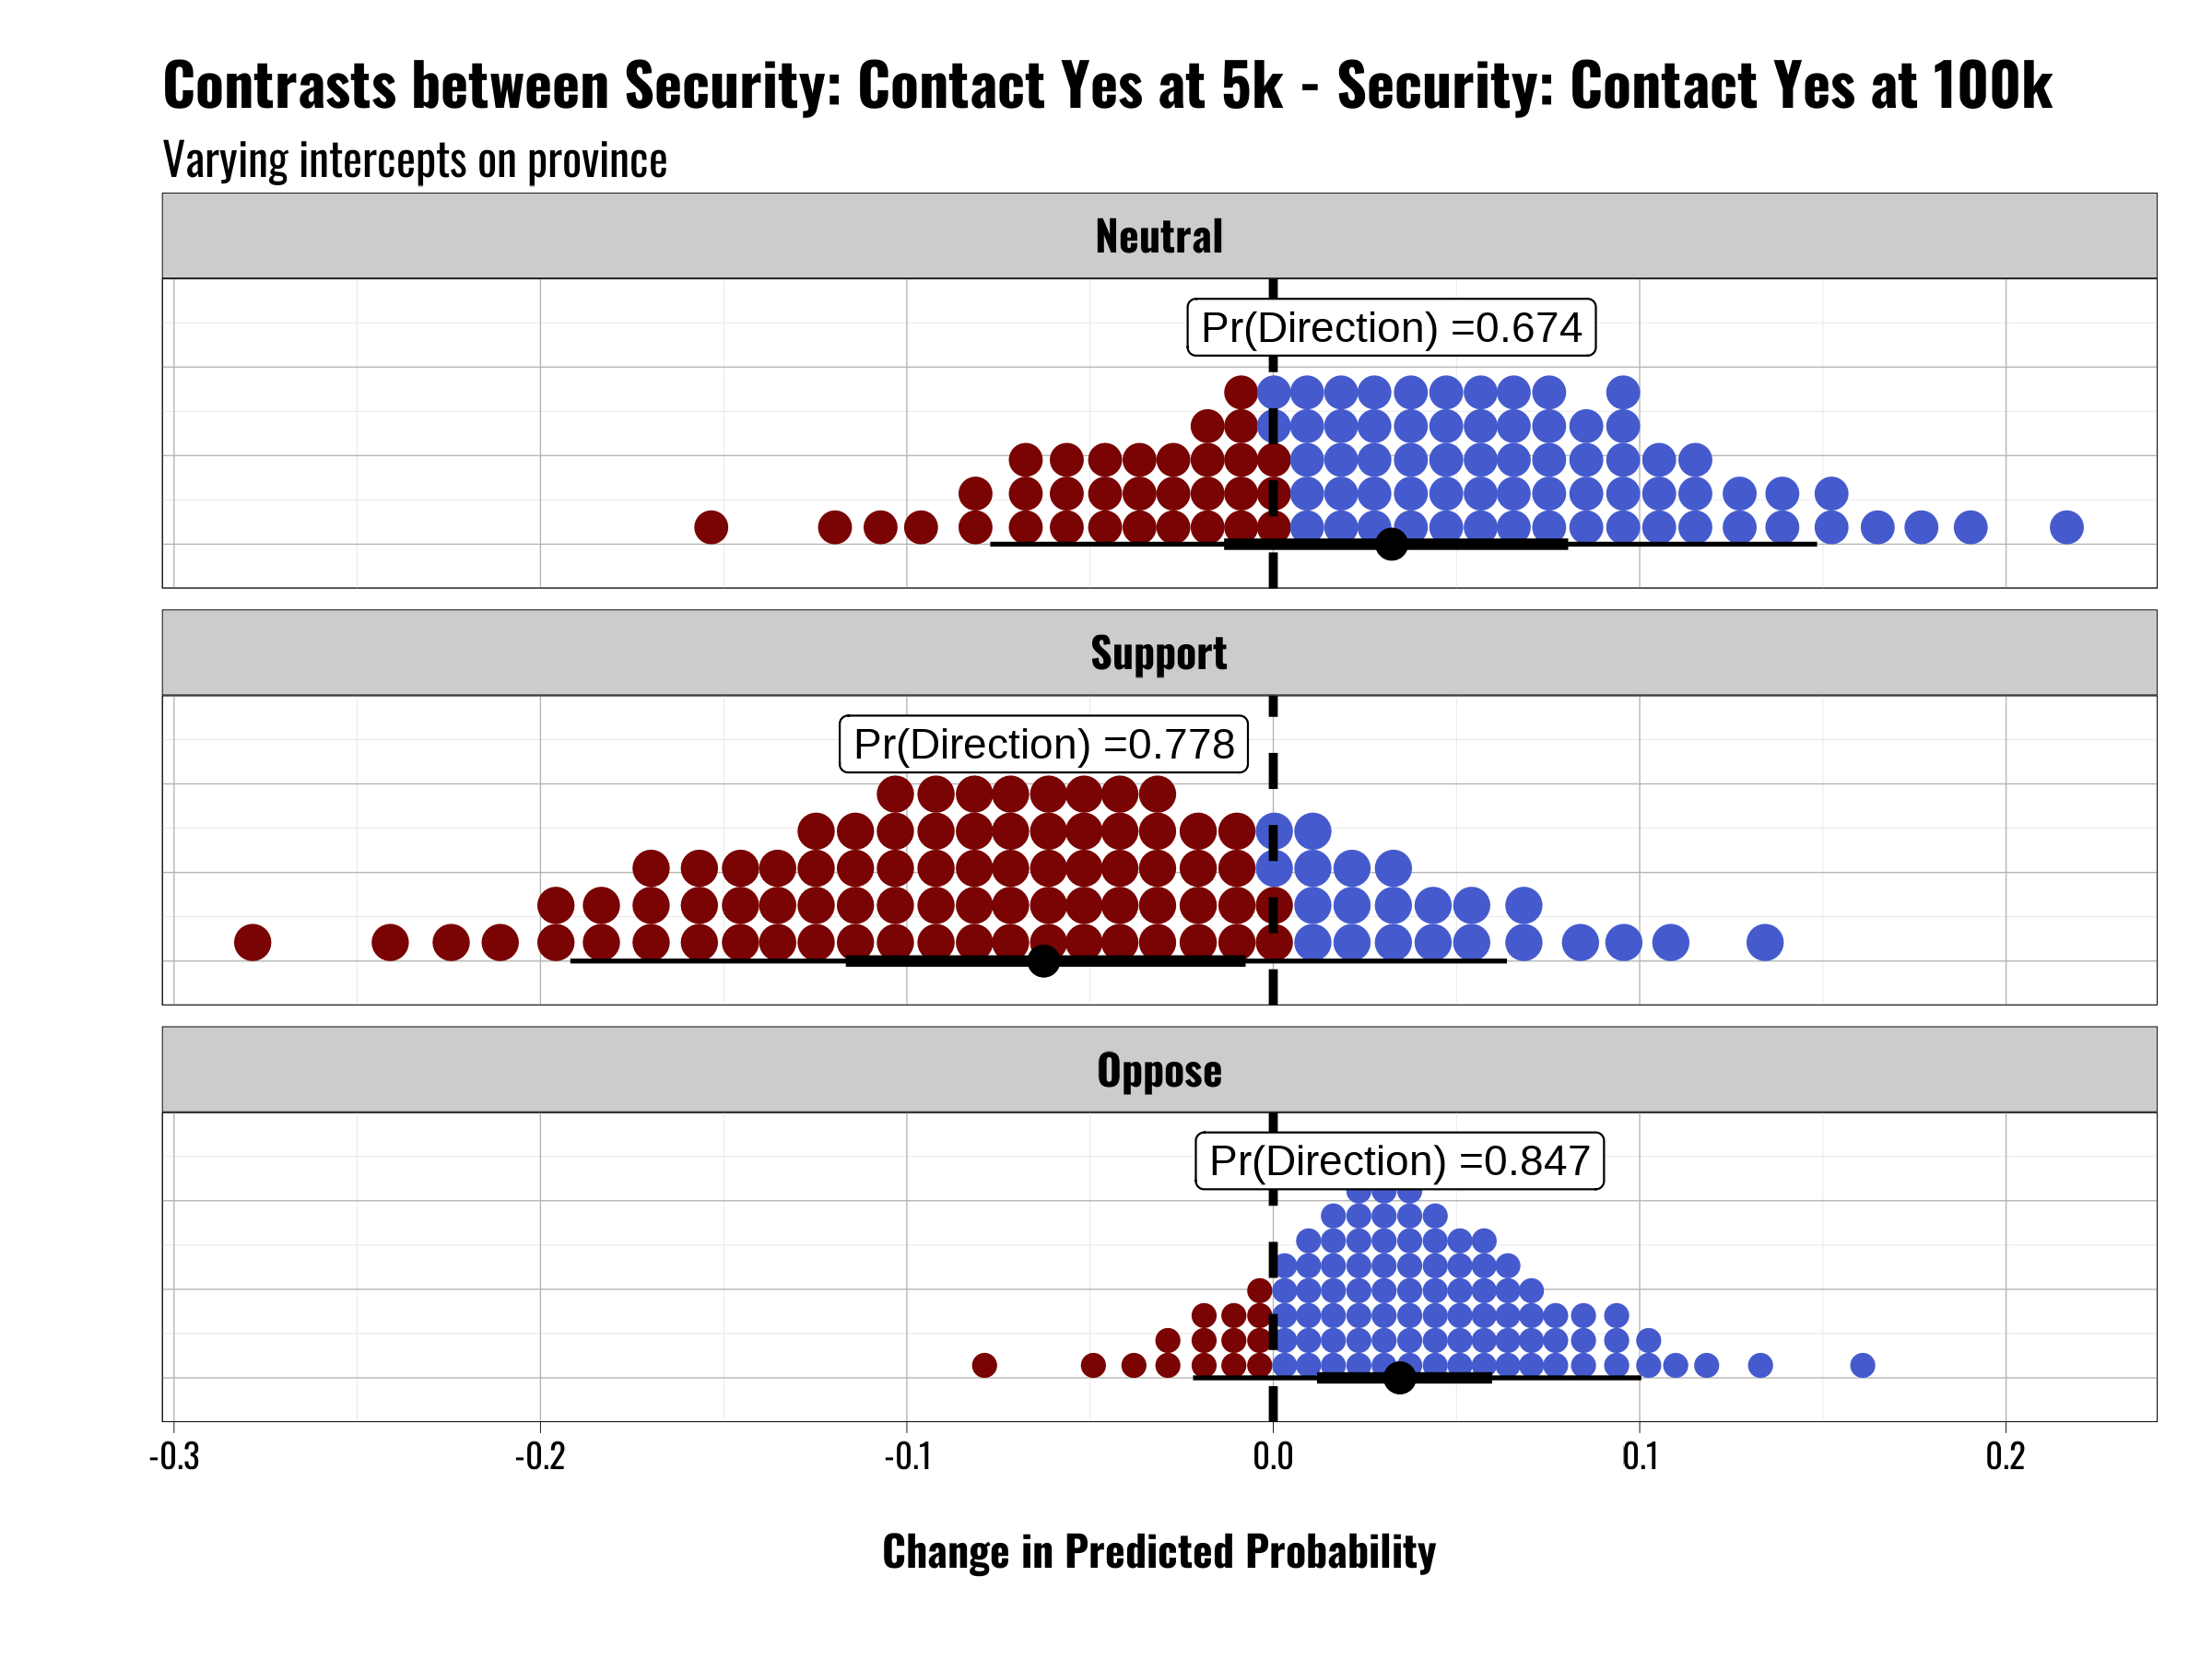 Contrasts between Security: Contact Yes at 5k - Security: Contact Yes at 100k
Varying intercepts on province
Neutral
Pr(Direction) =0.674
Support
Pr(Direction) =0.778
Oppose
Pr(Direction) =0.847
-0.3 -0.2 -0.1 0.0 0.1 0.2
Change in Predicted Probability